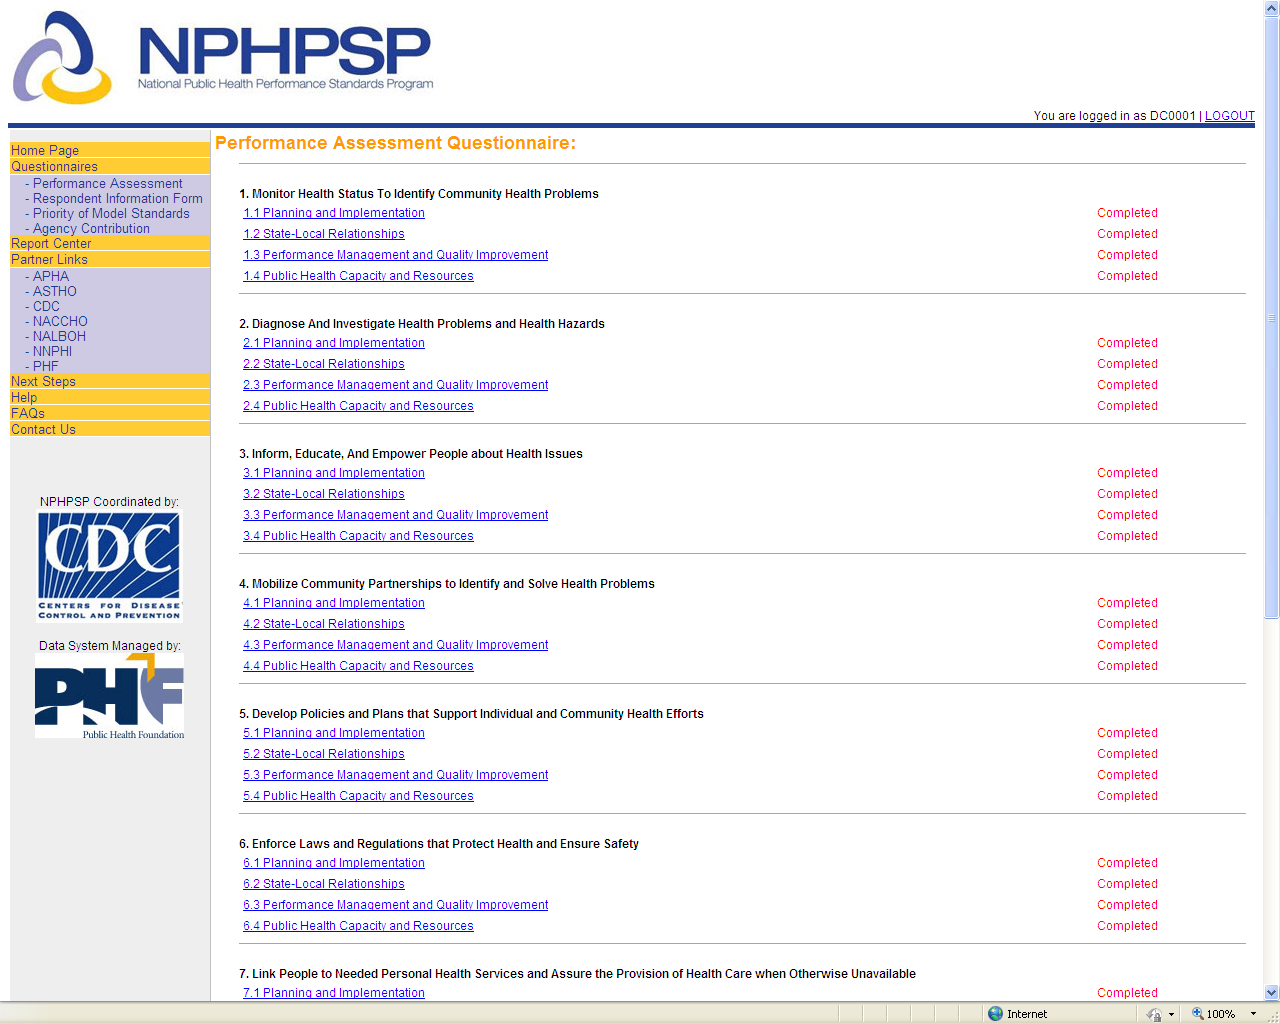 NPHPSP
National Public Health Performance Standards Program
You are logged in as DC0001 | LOGOUT
Home Page
Questionnaires
- Performance Assessment
- Respondent Information Form
- Priority of Model Standards
- Agency Contribution
Report Center
Partner Links
- APHA
- ASTHO
- CDC
- NACCHO
- NALBOH
- NNPHI
- PHF
Next Steps
Help
FAQs
Contact Us
NPHPSP Coordinated by:
CDC
CENTERS FOR DISEASE
CONTROL AND PREVENTION
Data System Managed by:
PHF
Public Health Foundation
Performance Assessment Questionnaire:
1. Monitor Health Status To Identify Community Health Problems
1.1 Planning and Implementation Completed
1.2 State-Local Relationships Completed
1.3 Performance Management and Quality Improvement Completed
1.4 Public Health Capacity and Resources Completed
2. Diagnose And Investigate Health Problems and Health Hazards
2.1 Planning and Implementation Completed
2.2 State-Local Relationships Completed
2.3 Performance Management and Quality Improvement Completed
2.4 Public Health Capacity and Resources Completed
3. Inform, Educate, And Empower People about Health Issues
3.1 Planning and Implementation Completed
3.2 State-Local Relationships Completed
3.3 Performance Management and Quality Improvement Completed
3.4 Public Health Capacity and Resources Completed
4. Mobilize Community Partnerships to Identify and Solve Health Problems
4.1 Planning and Implementation Completed
4.2 State-Local Relationships Completed
4.3 Performance Management and Quality Improvement Completed
4.4 Public Health Capacity and Resources Completed
5. Develop Policies and Plans that Support Individual and Community Health Efforts
5.1 Planning and Implementation Completed
5.2 State-Local Relationships Completed
5.3 Performance Management and Quality Improvement Completed
5.4 Public Health Capacity and Resources Completed
6. Enforce Laws and Regulations that Protect Health and Ensure Safety
6.1 Planning and Implementation Completed
6.2 State-Local Relationships Completed
6.3 Performance Management and Quality Improvement Completed
6.4 Public Health Capacity and Resources Completed
7. Link People to Needed Personal Health Services and Assure the Provision of Health Care when Otherwise Unavailable
7.1 Planning and Implementation Completed
Internet 100%